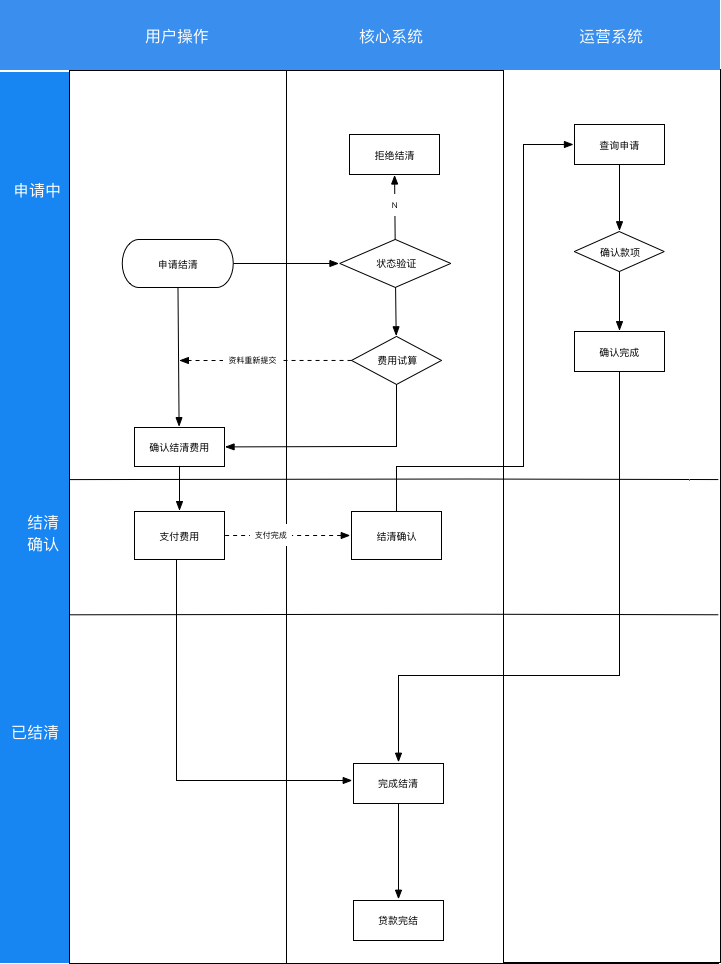 用户操作
核心系统
运营系统
申请中
拒绝结清
查询申请
N
申请结清
状态验证
确认款项
资料重新提交
费用试算
确认完成
确认结清费用
结清
确认
支付费用
支付完成
结清确认
已结清
完成结清
贷款完结